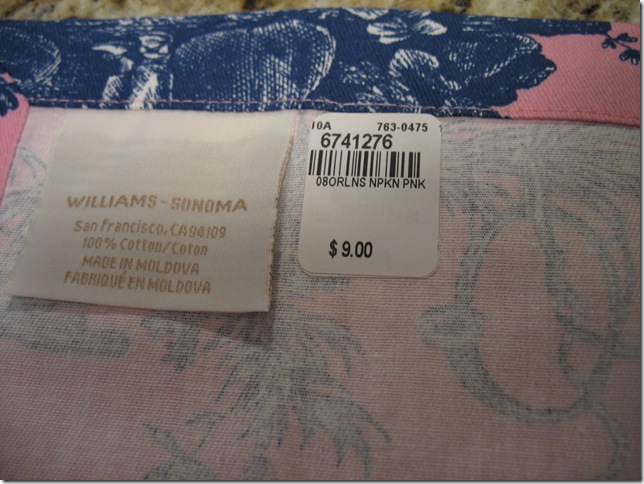 WILLIAMS-SONOMA
San Francisco, CA 94109
100% Cotton/Coton
MADE IN MOLDOVA
FABRIQUÉ EN MOLDOVA
10A 763-0475
6741276
08ORLNS NPKN PNK
$9.00